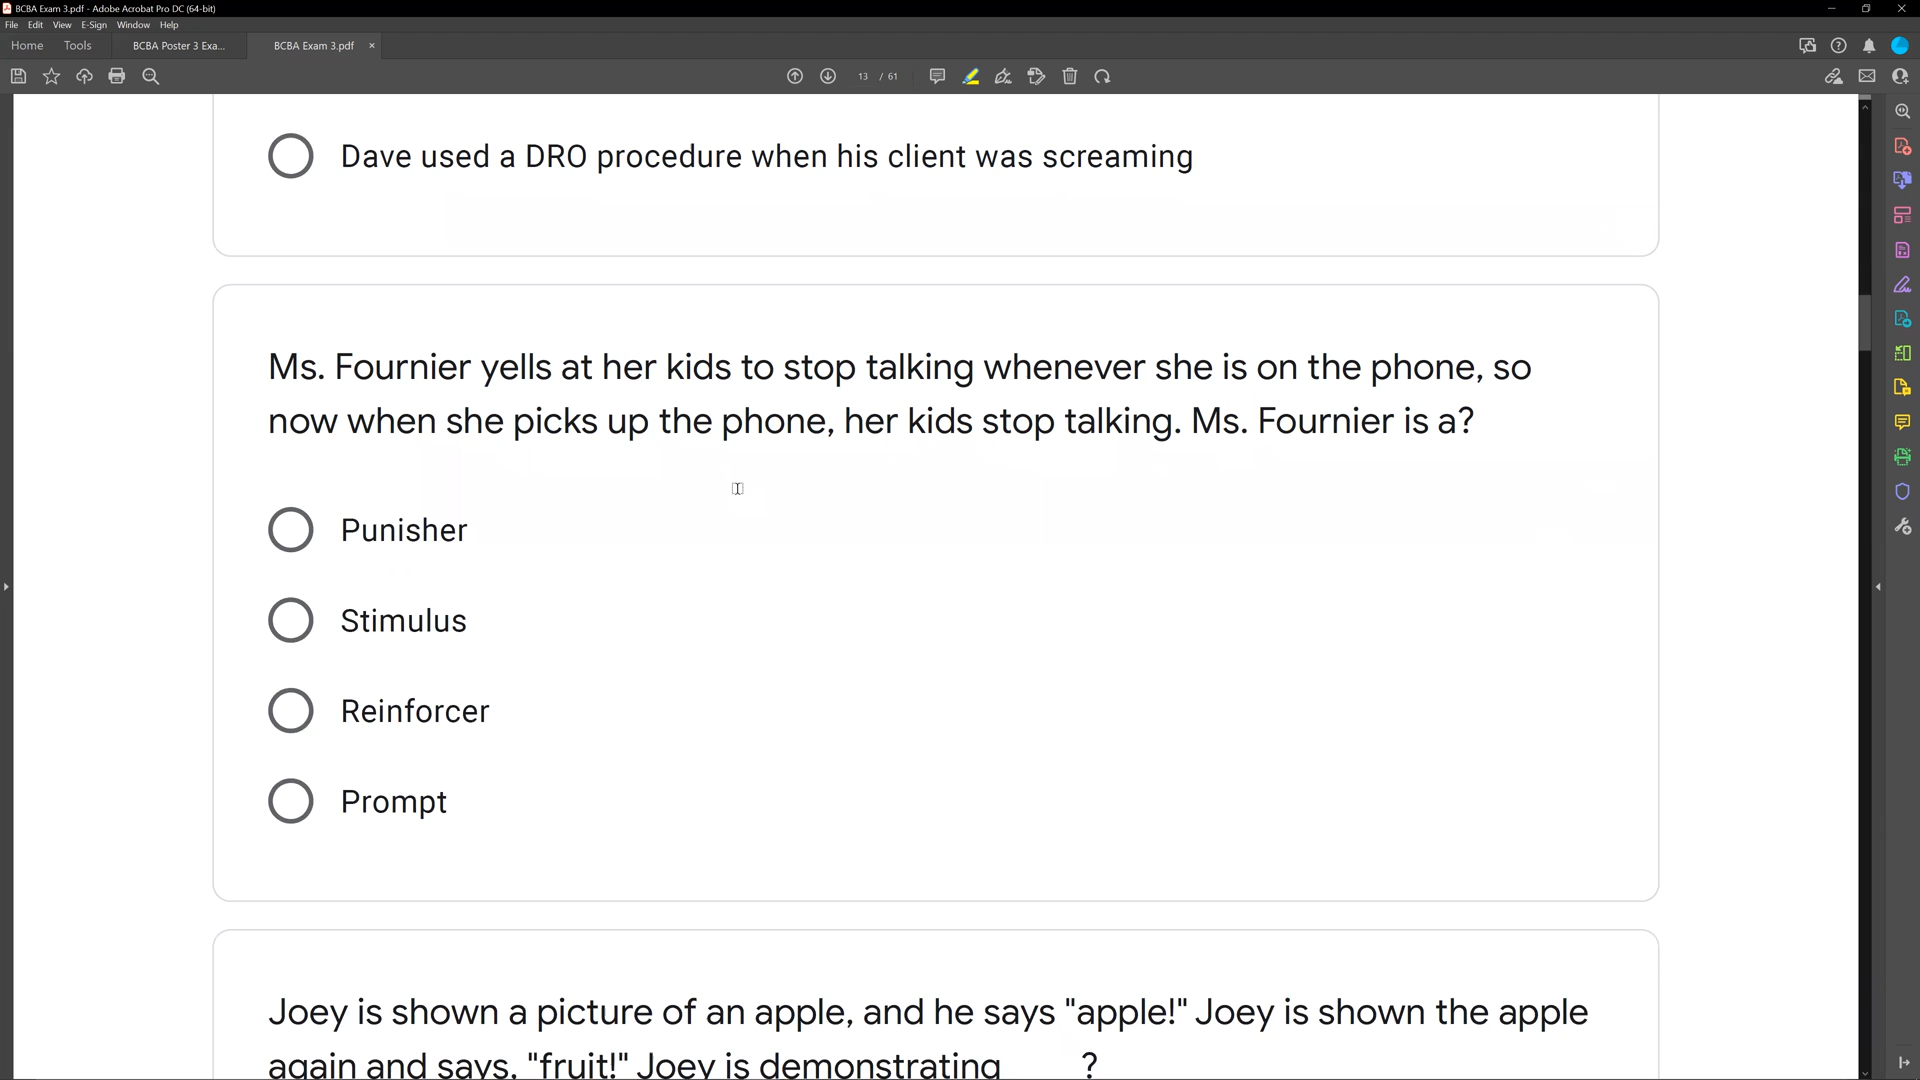 BCBA Exam 3.pdf - Adobe Acrobat Pro DC (64-bit)
File Edit View E-Sign Window Help
Home Tools BCBA Poster 3 Exa... BCBA Exam 3.pdf ×
13 / 61
Dave used a DRO procedure when his client was screaming
Ms. Fournier yells at her kids to stop talking whenever she is on the phone, so
now when she picks up the phone, her kids stop talking. Ms. Fournier is a?
Punisher
Stimulus
Reinforcer
Prompt
Joey is shown a picture of an apple, and he says "apple!" Joey is shown the apple
again and says, "fruit!" Joey is demonstrating ?